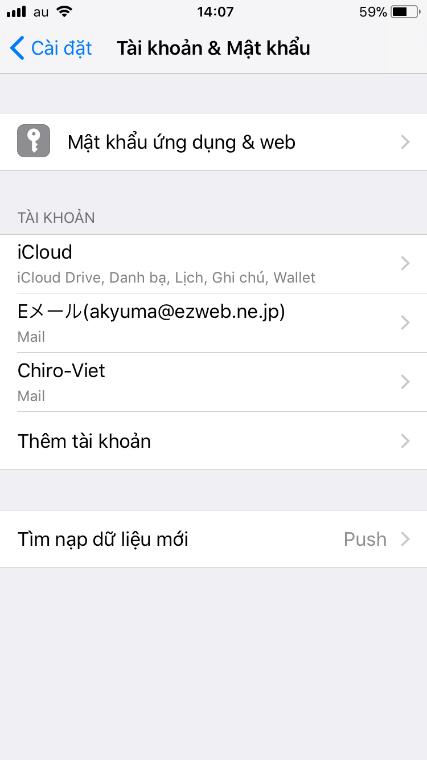 au 14:07 59%
Cài đặt Tài khoản & Mật khẩu
Mật khẩu ứng dụng & web
TÀI KHOẢN
iCloud
iCloud Drive, Danh bạ, Lịch, Ghi chú, Wallet
Eメール(akyuma@ezweb.ne.jp)
Mail
Chiro-Viet
Mail
Thêm tài khoản
Tìm nạp dữ liệu mới Push